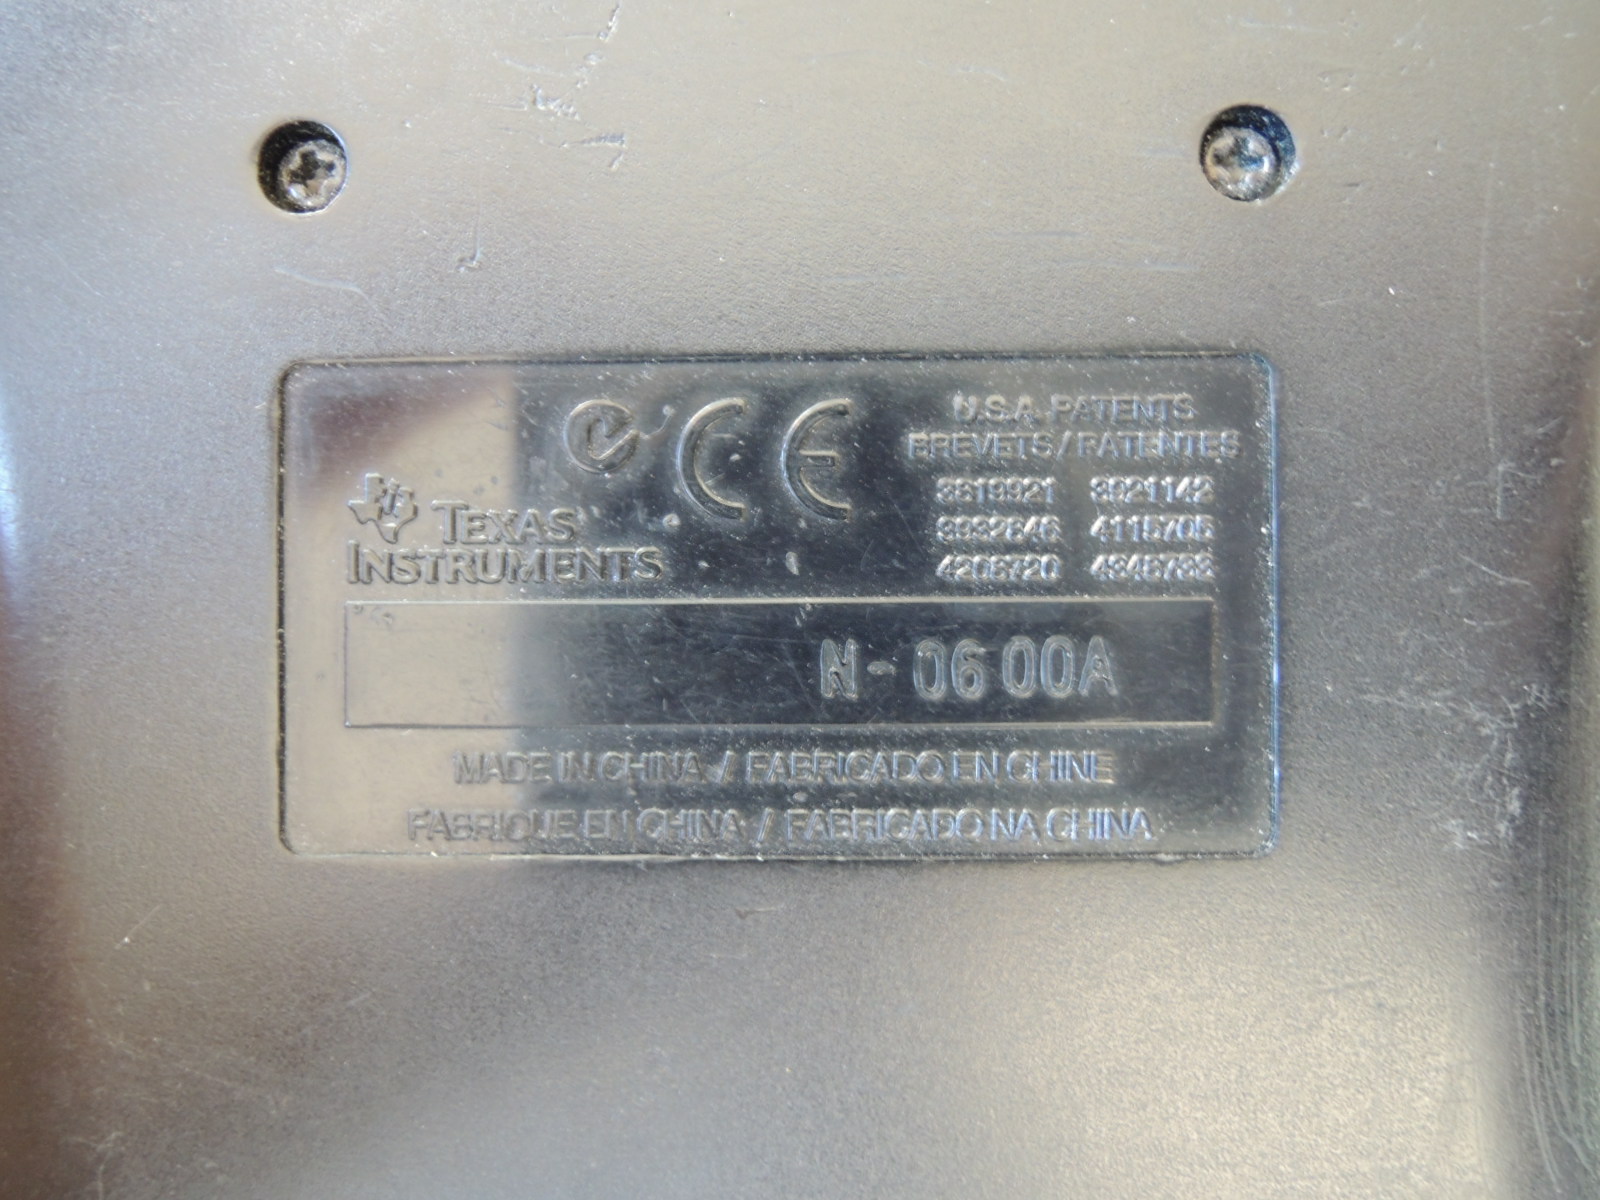 CE
U.S.A. PATENTS
BREVETS / PATENTES
3819921 3921142
3932846 4115705
4208720 4348733
TEXAS
INSTRUMENTS
N-0600A
MADE IN CHINA / FABRICADO EN CHINE
FABRIQUE EN CHINA / FABRICADO NA CHINA